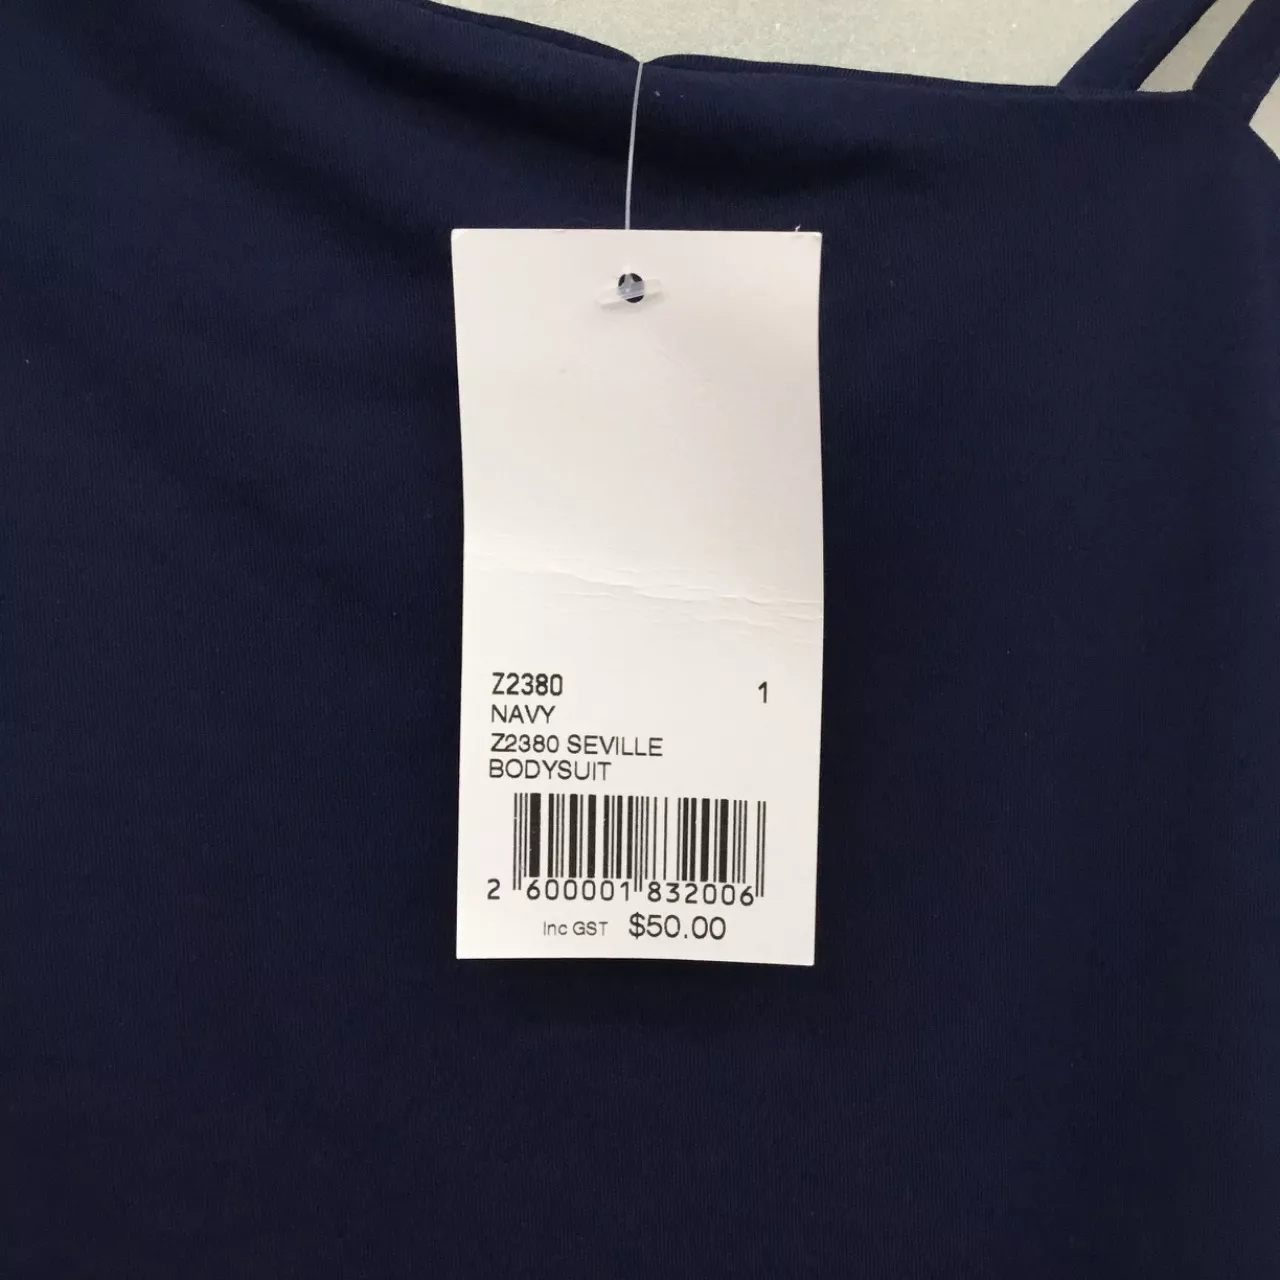 Z2380 1
NAVY
Z2380 SEVILLE
BODYSUIT
2 600001 832006
Inc GST $50.00